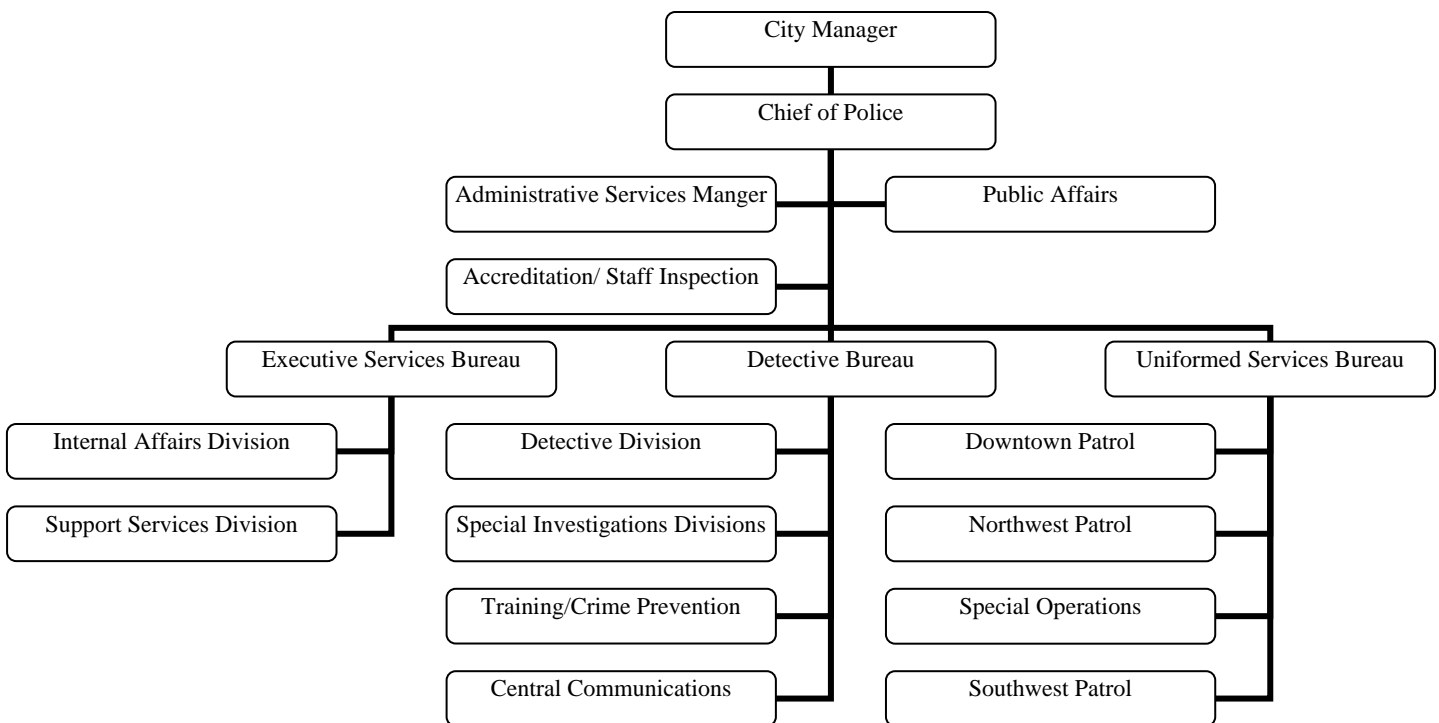 City Manager
Chief of Police
Administrative Services Manger
Public Affairs
Accreditation/ Staff Inspection
Executive Services Bureau
Detective Bureau
Uniformed Services Bureau
Internal Affairs Division
Detective Division
Downtown Patrol
Support Services Division
Special Investigations Divisions
Northwest Patrol
Training/Crime Prevention
Special Operations
Central Communications
Southwest Patrol